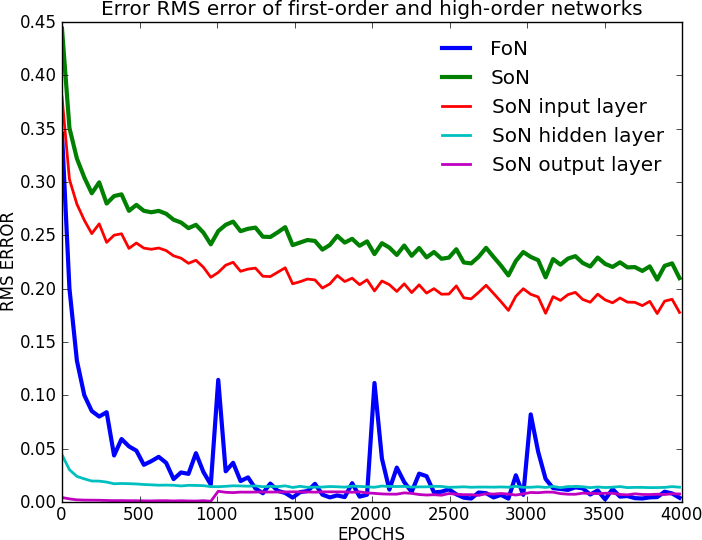 Error RMS error of first-order and high-order networks
0.45
0.40
0.35
0.30
0.25
0.20
0.15
0.10
0.05
0.00
RMS ERROR
FoN
SoN
SoN input layer
SoN hidden layer
SoN output layer
0 500 1000 1500 2000 2500 3000 3500 4000
EPOCHS